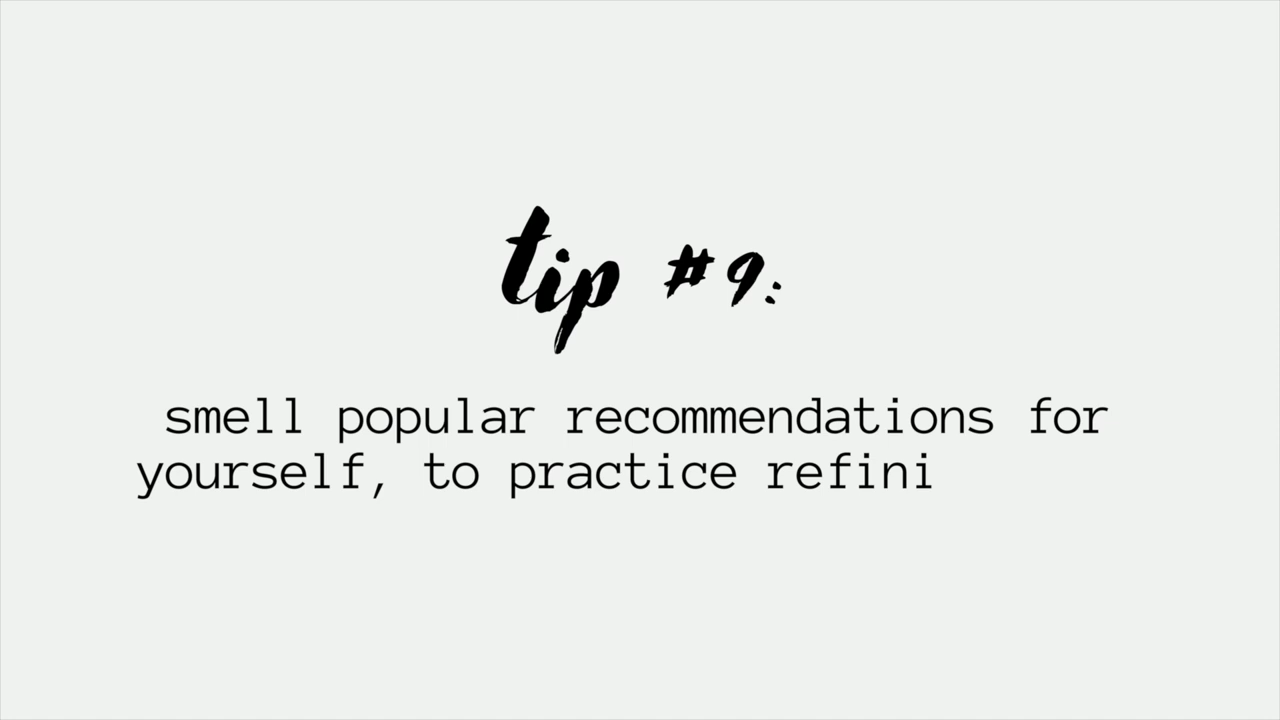 tip #9:
smell popular recommendations for
yourself, to practice refini